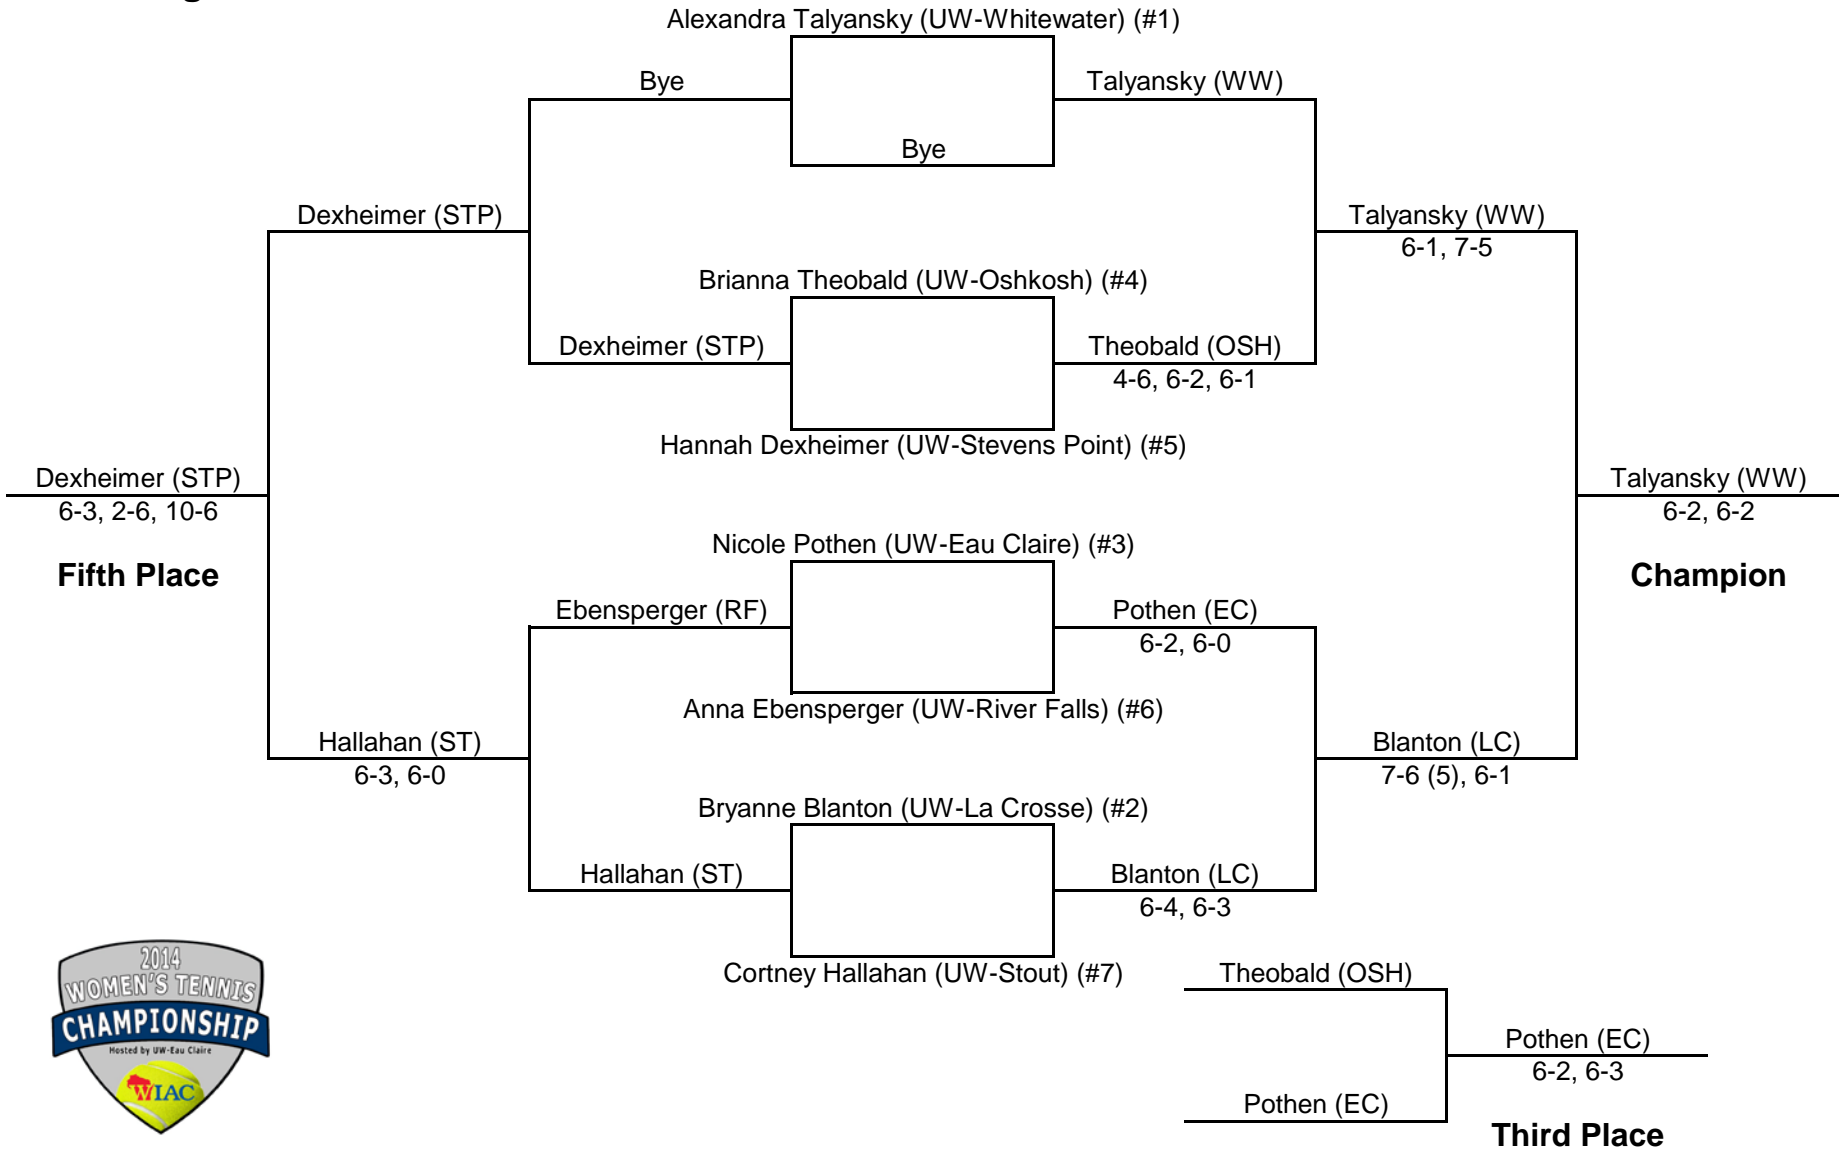 Alexandra Talyansky (UW-Whitewater) (#1)
Bye
Talyansky (WW)
Bye
Dexheimer (STP)
Talyansky (WW)
6-1, 7-5
Brianna Theobald (UW-Oshkosh) (#4)
Dexheimer (STP)
Theobald (OSH)
4-6, 6-2, 6-1
Hannah Dexheimer (UW-Stevens Point) (#5)
Dexheimer (STP)
6-3, 2-6, 10-6
Fifth Place
Talyansky (WW)
6-2, 6-2
Champion
Nicole Pothen (UW-Eau Claire) (#3)
Ebensperger (RF)
Pothen (EC)
6-2, 6-0
Anna Ebensperger (UW-River Falls) (#6)
Hallahan (ST)
6-3, 6-0
Blanton (LC)
7-6 (5), 6-1
Bryanne Blanton (UW-La Crosse) (#2)
Hallahan (ST)
Blanton (LC)
6-4, 6-3
Cortney Hallahan (UW-Stout) (#7)
Theobald (OSH)
Pothen (EC)
6-2, 6-3
Pothen (EC)
Third Place
2014
WOMEN'S TENNIS
CHAMPIONSHIP
Hosted by UW-Eau Claire
WIAC